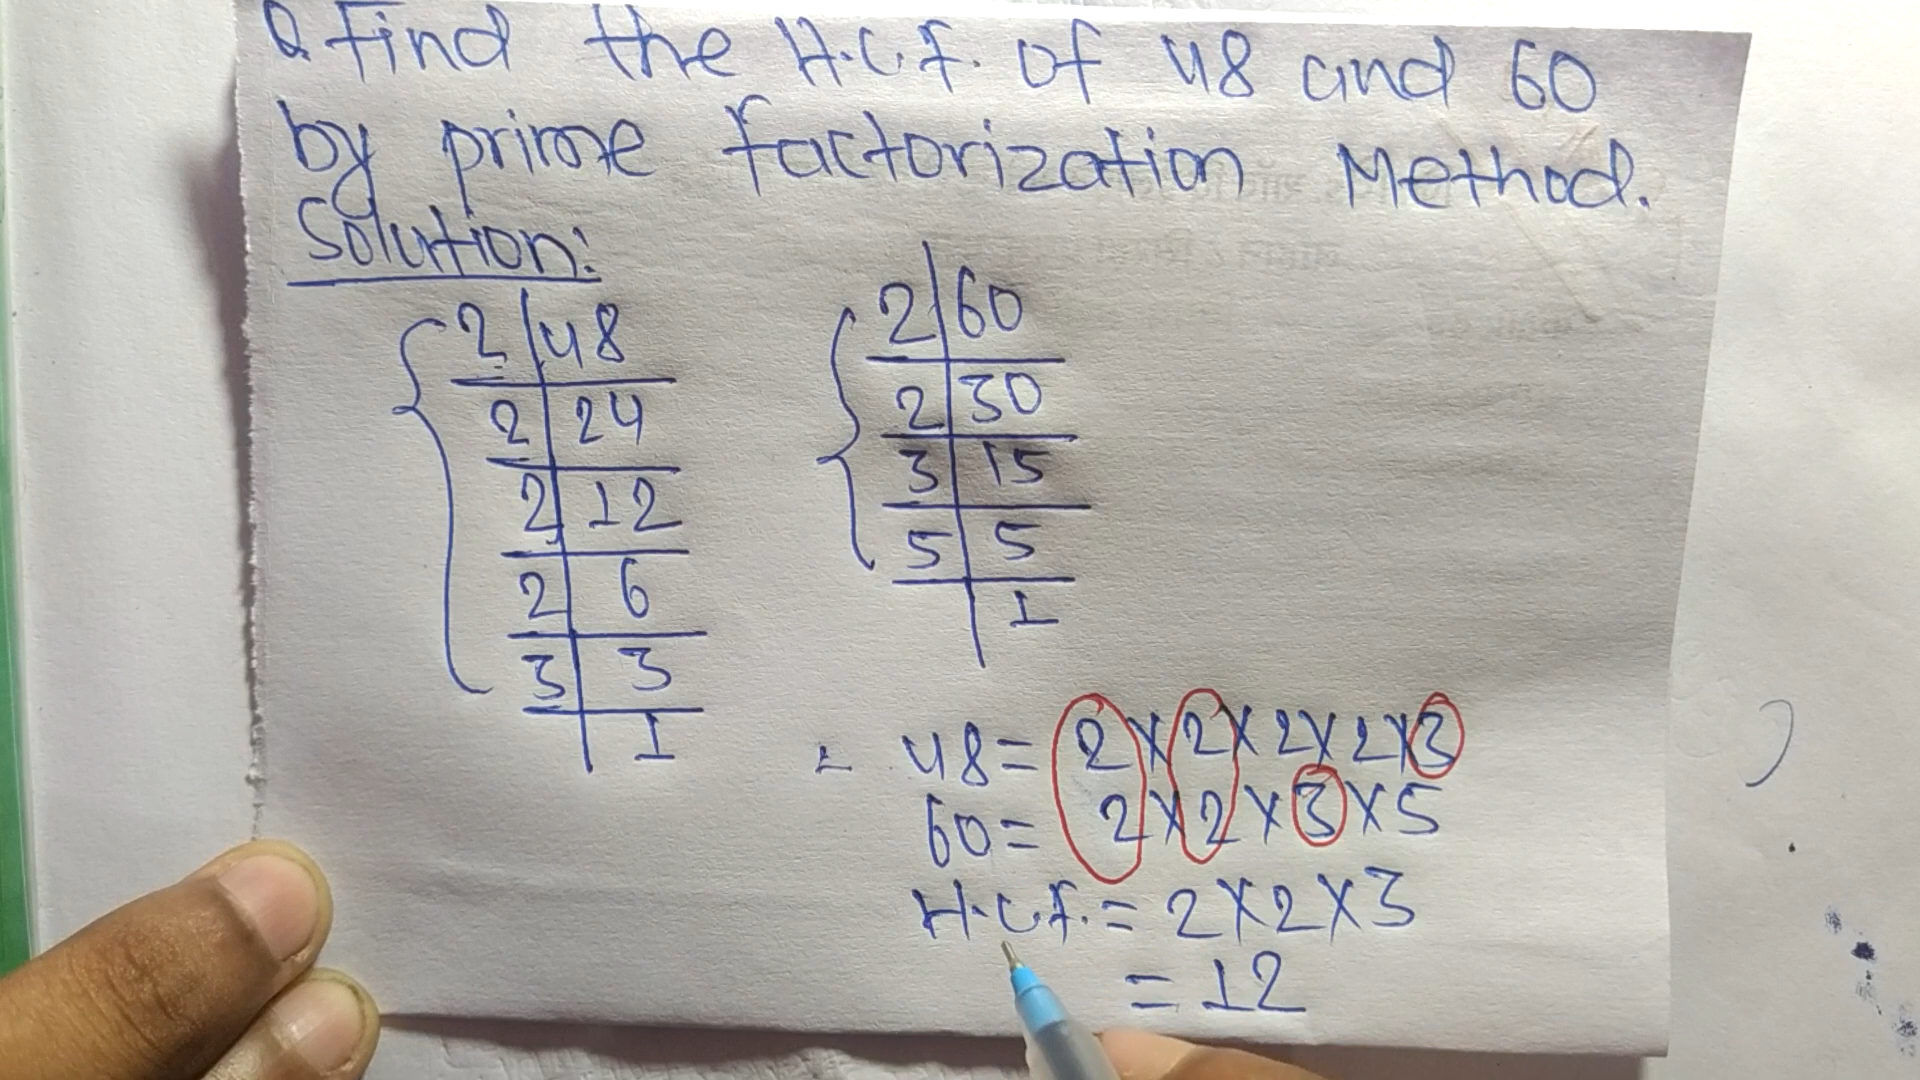 Q Find the H.C.F. of 48 and 60
by prime factorization Method.
Solution:
2 | 48
2 | 24
2 | 12
2 | 6
3 | 3
1
2 | 60
2 | 30
3 | 15
5 | 5
1
48 = 2 × 2 × 2 × 2 × 3
60 = 2 × 2 × 3 × 5
H.C.F. = 2 × 2 × 3
= 12